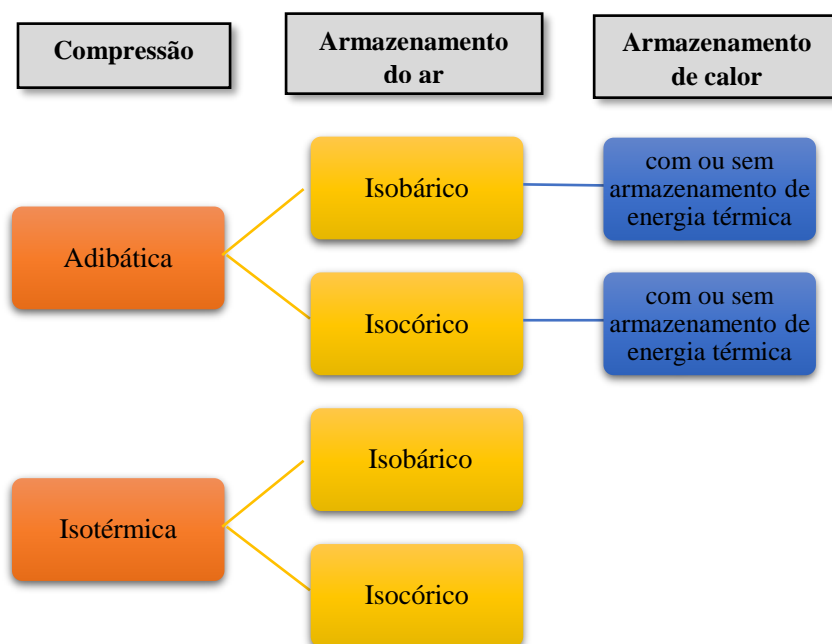 Compressão
Armazenamento
do ar
Armazenamento
de calor
Adibática
Isobárico
com ou sem
armazenamento de
energia térmica
Isocórico
com ou sem
armazenamento de
energia térmica
Isotérmica
Isobárico
Isocórico